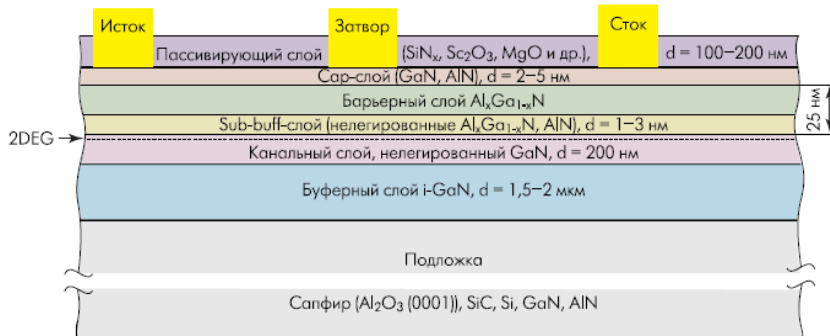 Исток
Затвор
Сток
Пассивирующий слой (SiNx, Sc2O3, MgO и др.), d = 100–200 нм
Cap-слой (GaN, AlN), d = 2–5 нм
Барьерный слой AlxGa1-xN
Sub-buff-слой (нелегированные AlxGa1-xN, AlN), d = 1–3 нм
25 нм
2DEG
Канальный слой, нелегированный GaN, d = 200 нм
Буферный слой i-GaN, d = 1,5–2 мкм
Подложка
Сапфир (Al2O3 (0001)), SiC, Si, GaN, AlN